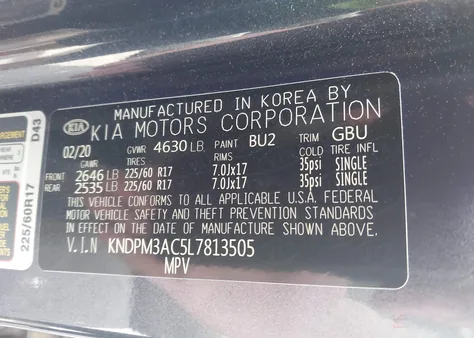 MANUFACTURED IN KOREA BY
KIA KIA MOTORS CORPORATION
02/20 GVWR 4630 LB. PAINT BU2 TRIM GBU
GAWR TIRES RIMS COLD TIRE INFL
FRONT 2646 LB 225/60 R17 7.0Jx17 35psi SINGLE
REAR 2535 LB 225/60 R17 7.0Jx17 35psi SINGLE
THIS VEHICLE CONFORMS TO ALL APPLICABLE U.S.A. FEDERAL
MOTOR VEHICLE SAFETY AND THEFT PREVENTION STANDARDS
IN EFFECT ON THE DATE OF MANUFACTURE SHOWN ABOVE.
V.I.N KNDPM3AC5L7813505
MPV
D43
225/60R17